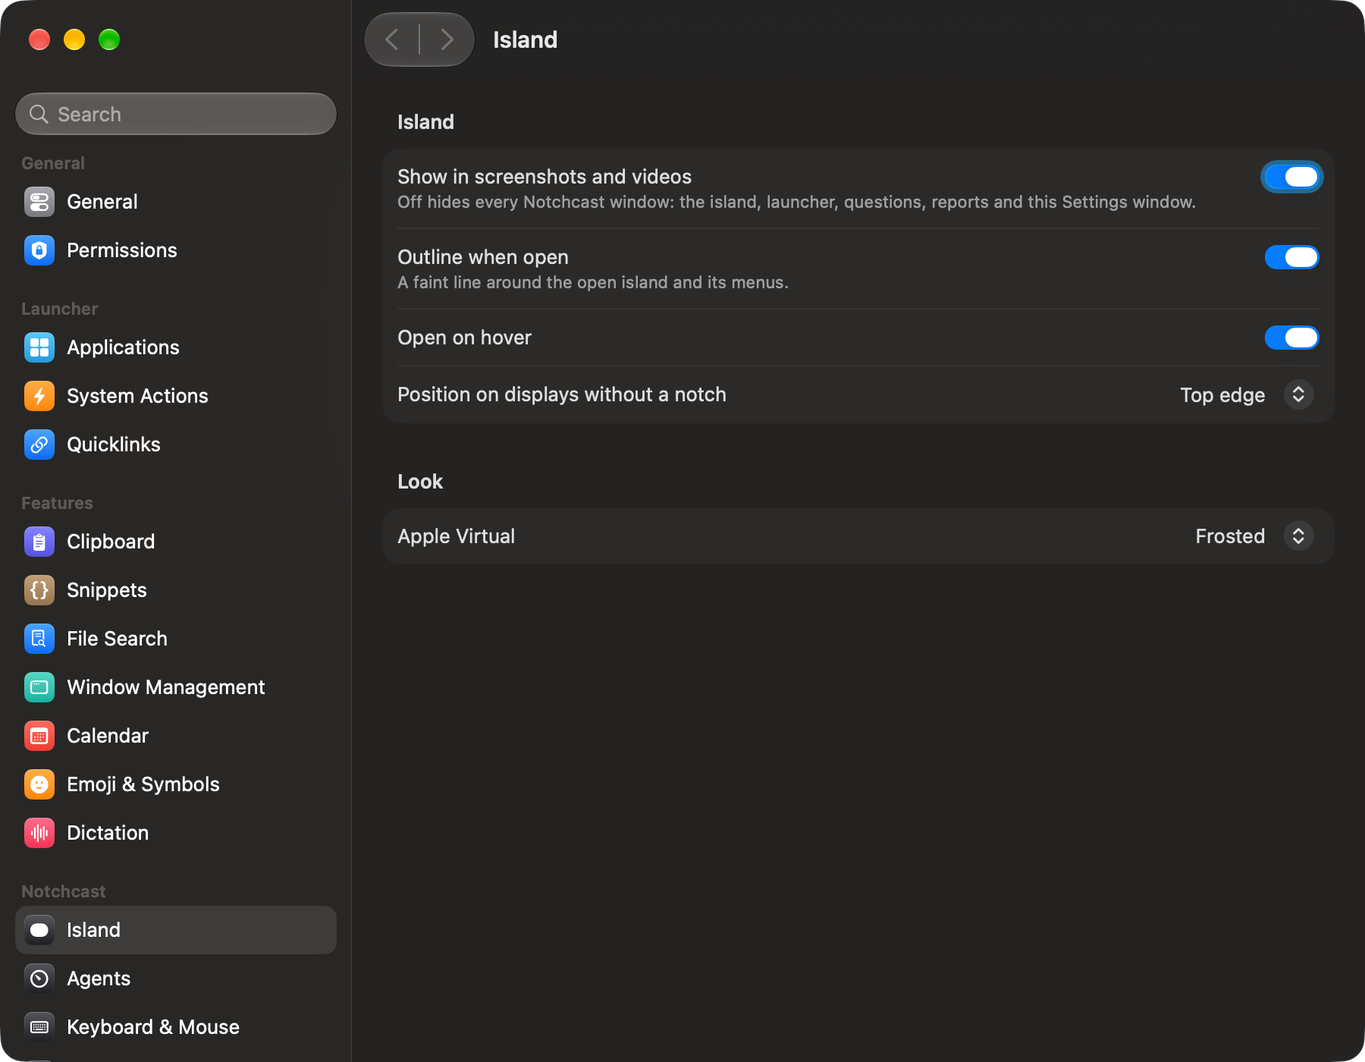 Island
Search
General
General
Permissions
Launcher
Applications
System Actions
Quicklinks
Features
Clipboard
Snippets
File Search
Window Management
Calendar
Emoji & Symbols
Dictation
Notchcast
Island
Agents
Keyboard & Mouse
Island
Show in screenshots and videos
Off hides every Notchcast window: the island, launcher, questions, reports and this Settings window.
Outline when open
A faint line around the open island and its menus.
Open on hover
Position on displays without a notch Top edge
Look
Apple Virtual Frosted